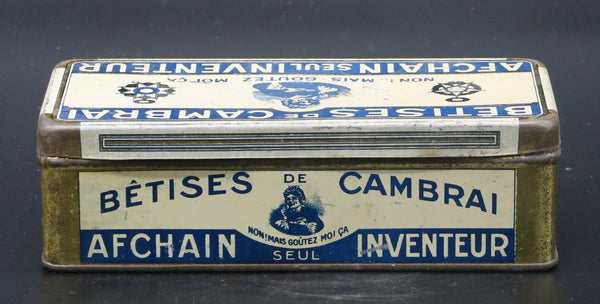 AFCHAIN SEUL INVENTEUR
NON! MAIS GOUTEZ MOI ÇA
BÊTISES DE CAMBRAI
BÊTISES DE CAMBRAI
NON! MAIS GOÛTEZ MOI ÇA
AFCHAIN SEUL INVENTEUR